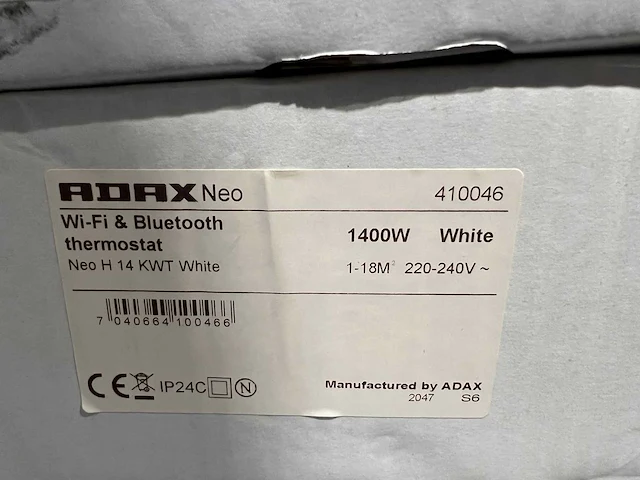 ADAX Neo 410046
Wi-Fi & Bluetooth
thermostat
1400W White
Neo H 14 KWT White
1-18M² 220-240V ~
7 040664 100466
CE IP24C N
Manufactured by ADAX
2047 S6